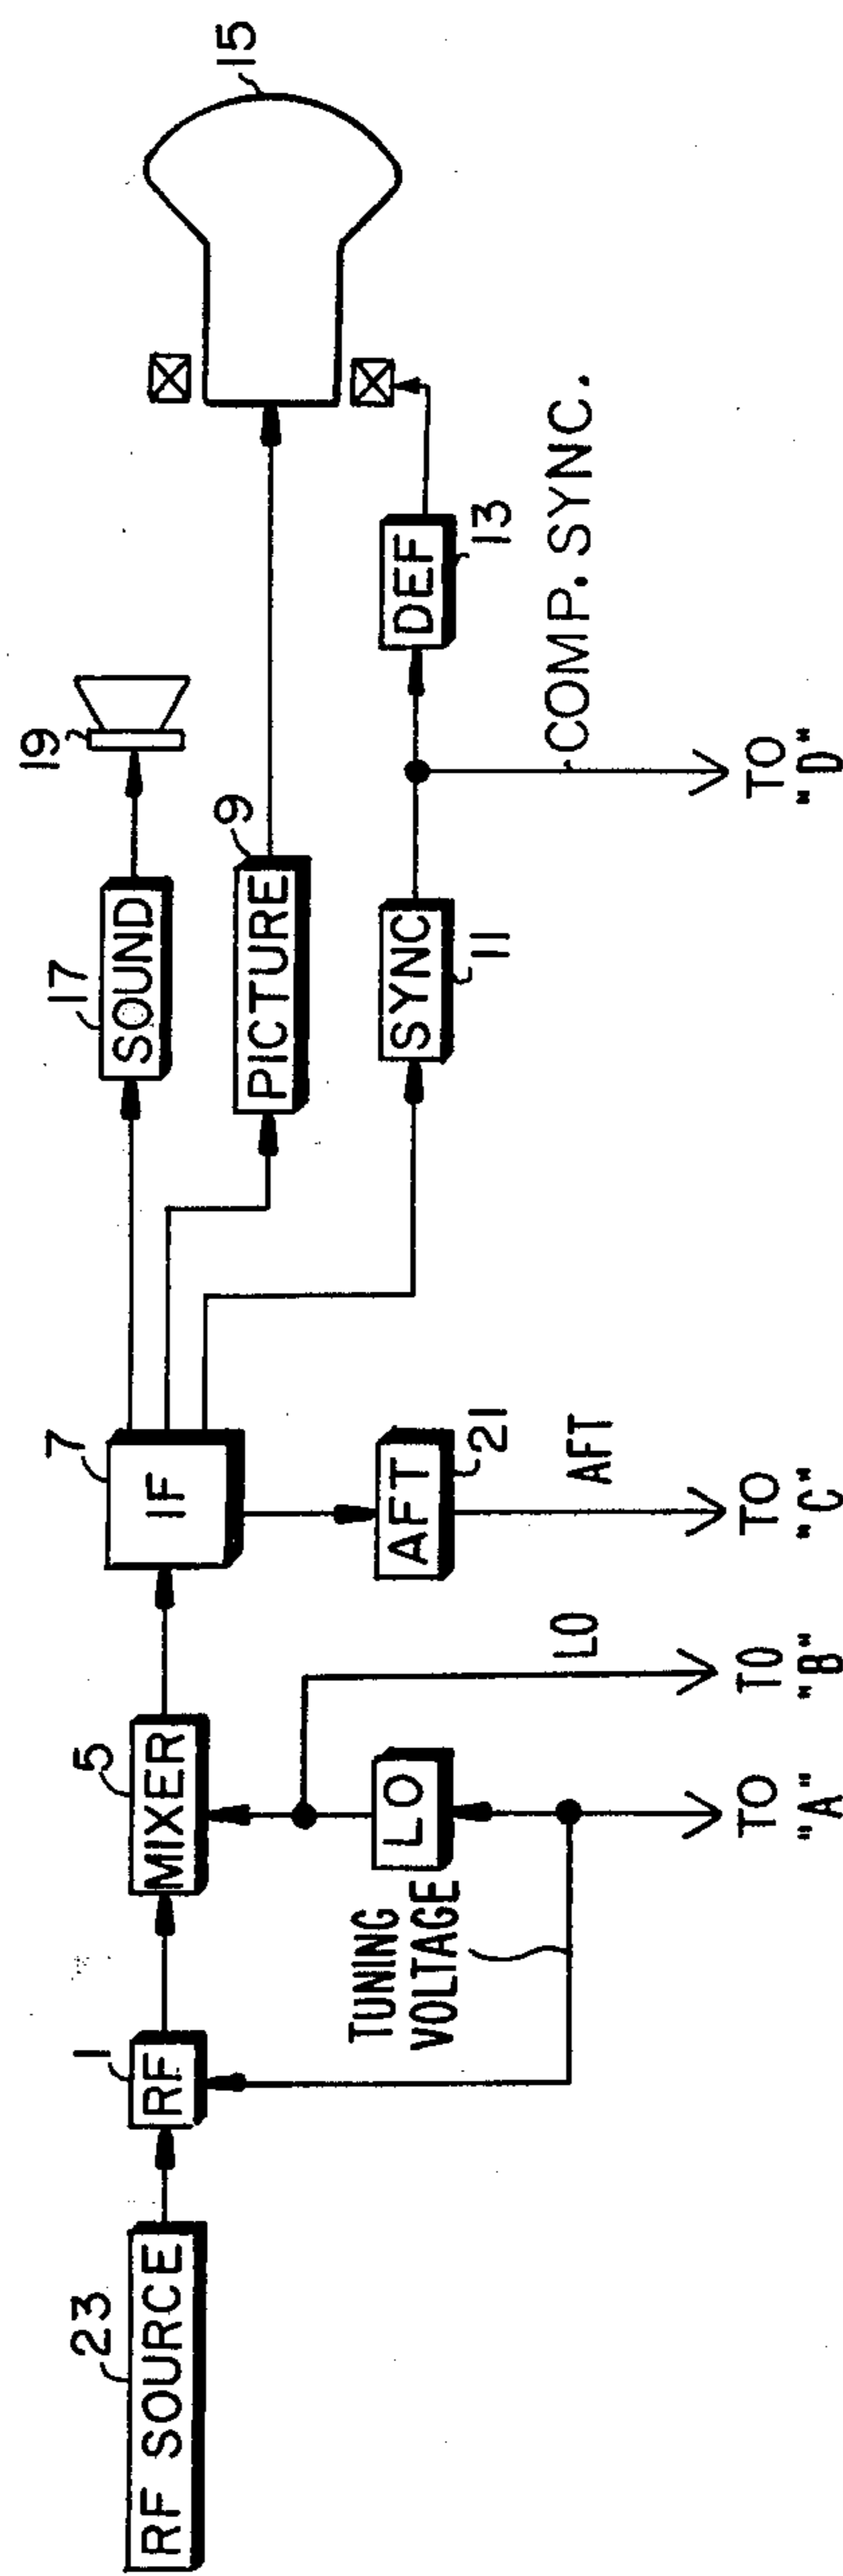 23
RF SOURCE
1
RF
5
MIXER
7
IF
17
SOUND
19
9
PICTURE
15
SYNC
11
DEF
13
COMP. SYNC.
TO
"D"
AFT
21
AFT
TO
"C"
LO
LO
TO
"B"
TUNING
VOLTAGE
TO
"A"